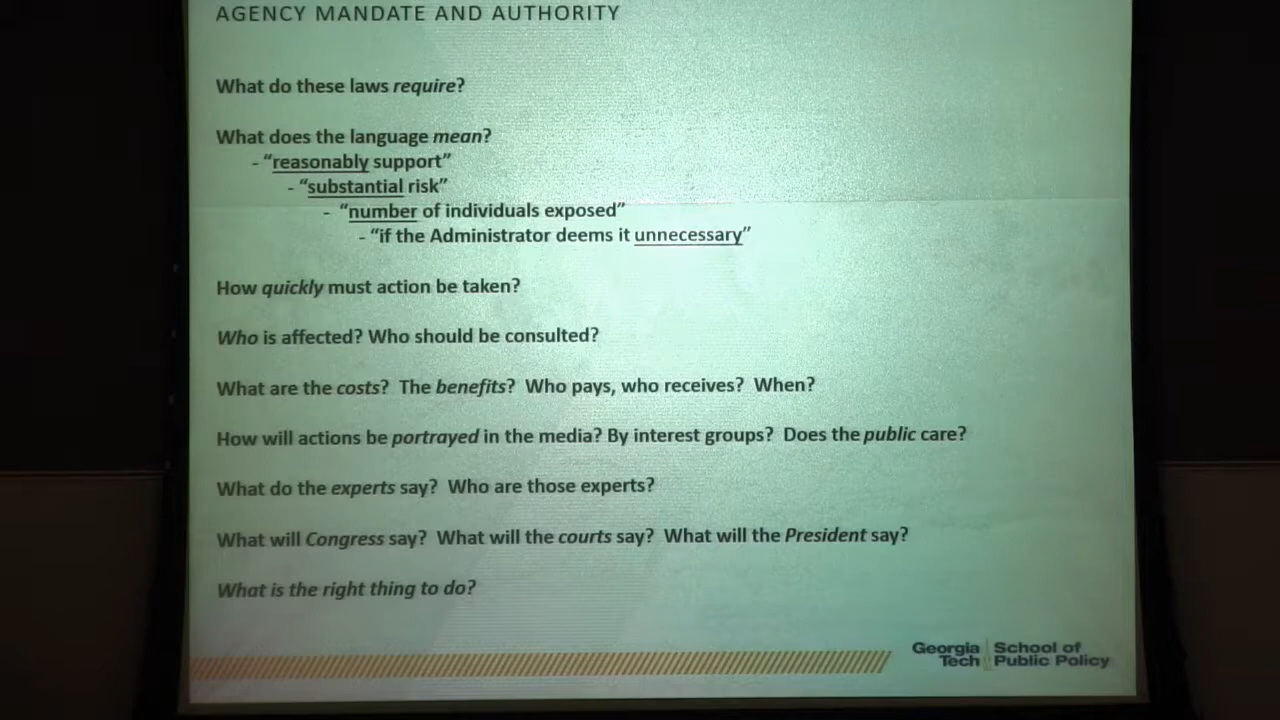 AGENCY MANDATE AND AUTHORITY
What do these laws require?
What does the language mean?
- “reasonably support”
- “substantial risk”
- “number of individuals exposed”
- “if the Administrator deems it unnecessary”
How quickly must action be taken?
Who is affected? Who should be consulted?
What are the costs? The benefits? Who pays, who receives? When?
How will actions be portrayed in the media? By interest groups? Does the public care?
What do the experts say? Who are those experts?
What will Congress say? What will the courts say? What will the President say?
What is the right thing to do?
Georgia Tech
School of Public Policy